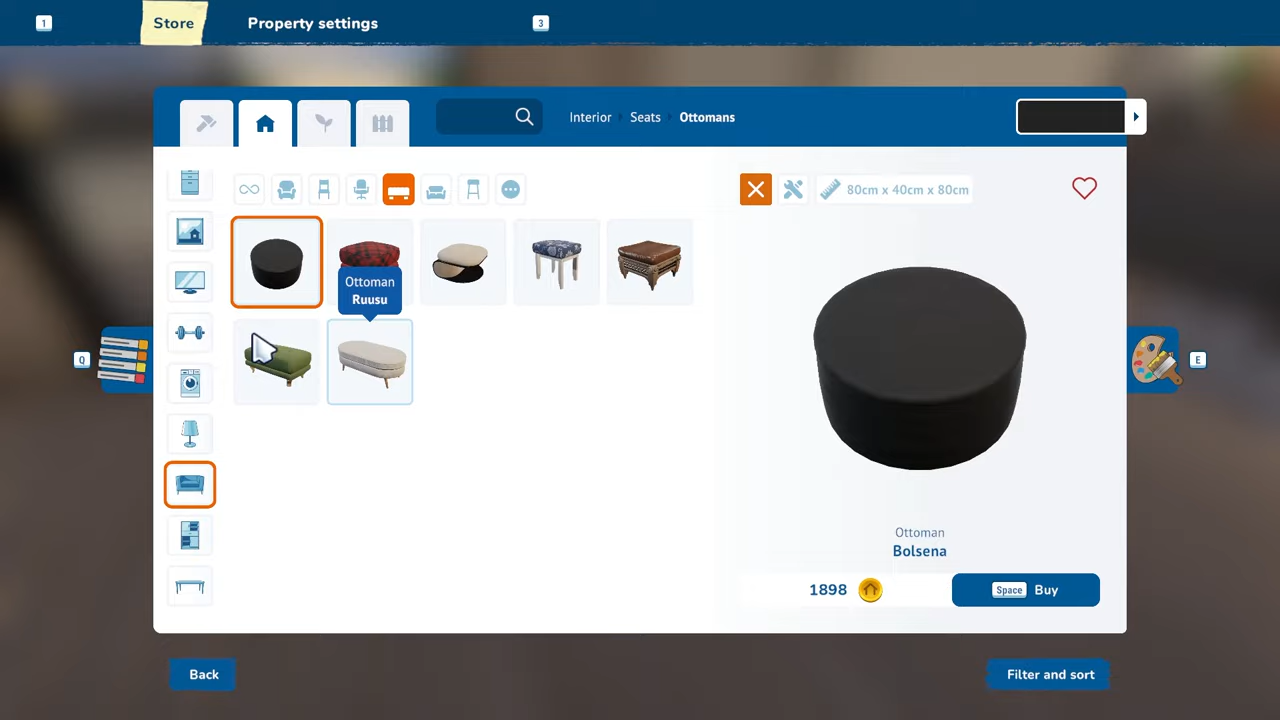 1
Store
Property settings
3
Interior
Seats
Ottomans
80cm x 40cm x 80cm
Ottoman
Ruusu
Q
E
Ottoman
Bolsena
1898
Space
Buy
Back
Filter and sort